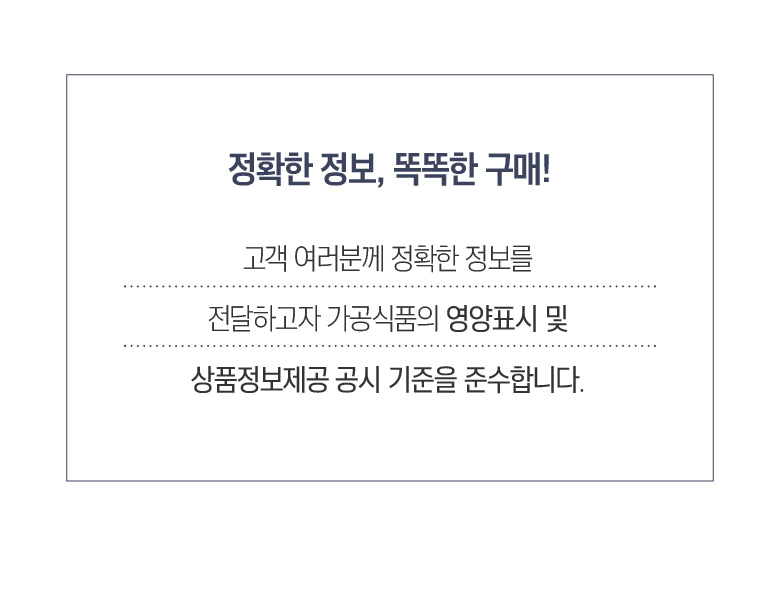 정확한 정보, 똑똑한 구매!
고객 여러분께 정확한 정보를
전달하고자 가공식품의 영양표시 및
상품정보제공 공시 기준을 준수합니다.